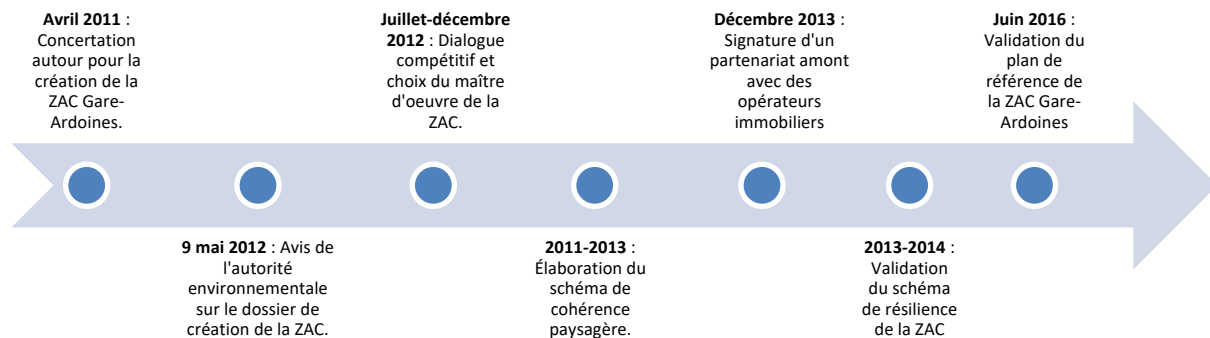 Avril 2011 :
Concertation
autour pour la
création de la
ZAC Gare-
Ardoines.
9 mai 2012 : Avis de
l'autorité
environnementale
sur le dossier de
création de la ZAC.
Juillet-décembre
2012 : Dialogue
compétitif et
choix du maître
d'oeuvre de la
ZAC.
2011-2013 :
Élaboration du
schéma de
cohérence
paysagère.
Décembre 2013 :
Signature d'un
partenariat amont
avec des
opérateurs
immobiliers
2013-2014 :
Validation
du schéma
de résilience
de la ZAC
Juin 2016 :
Validation du
plan de
référence de
la ZAC Gare-
Ardoines